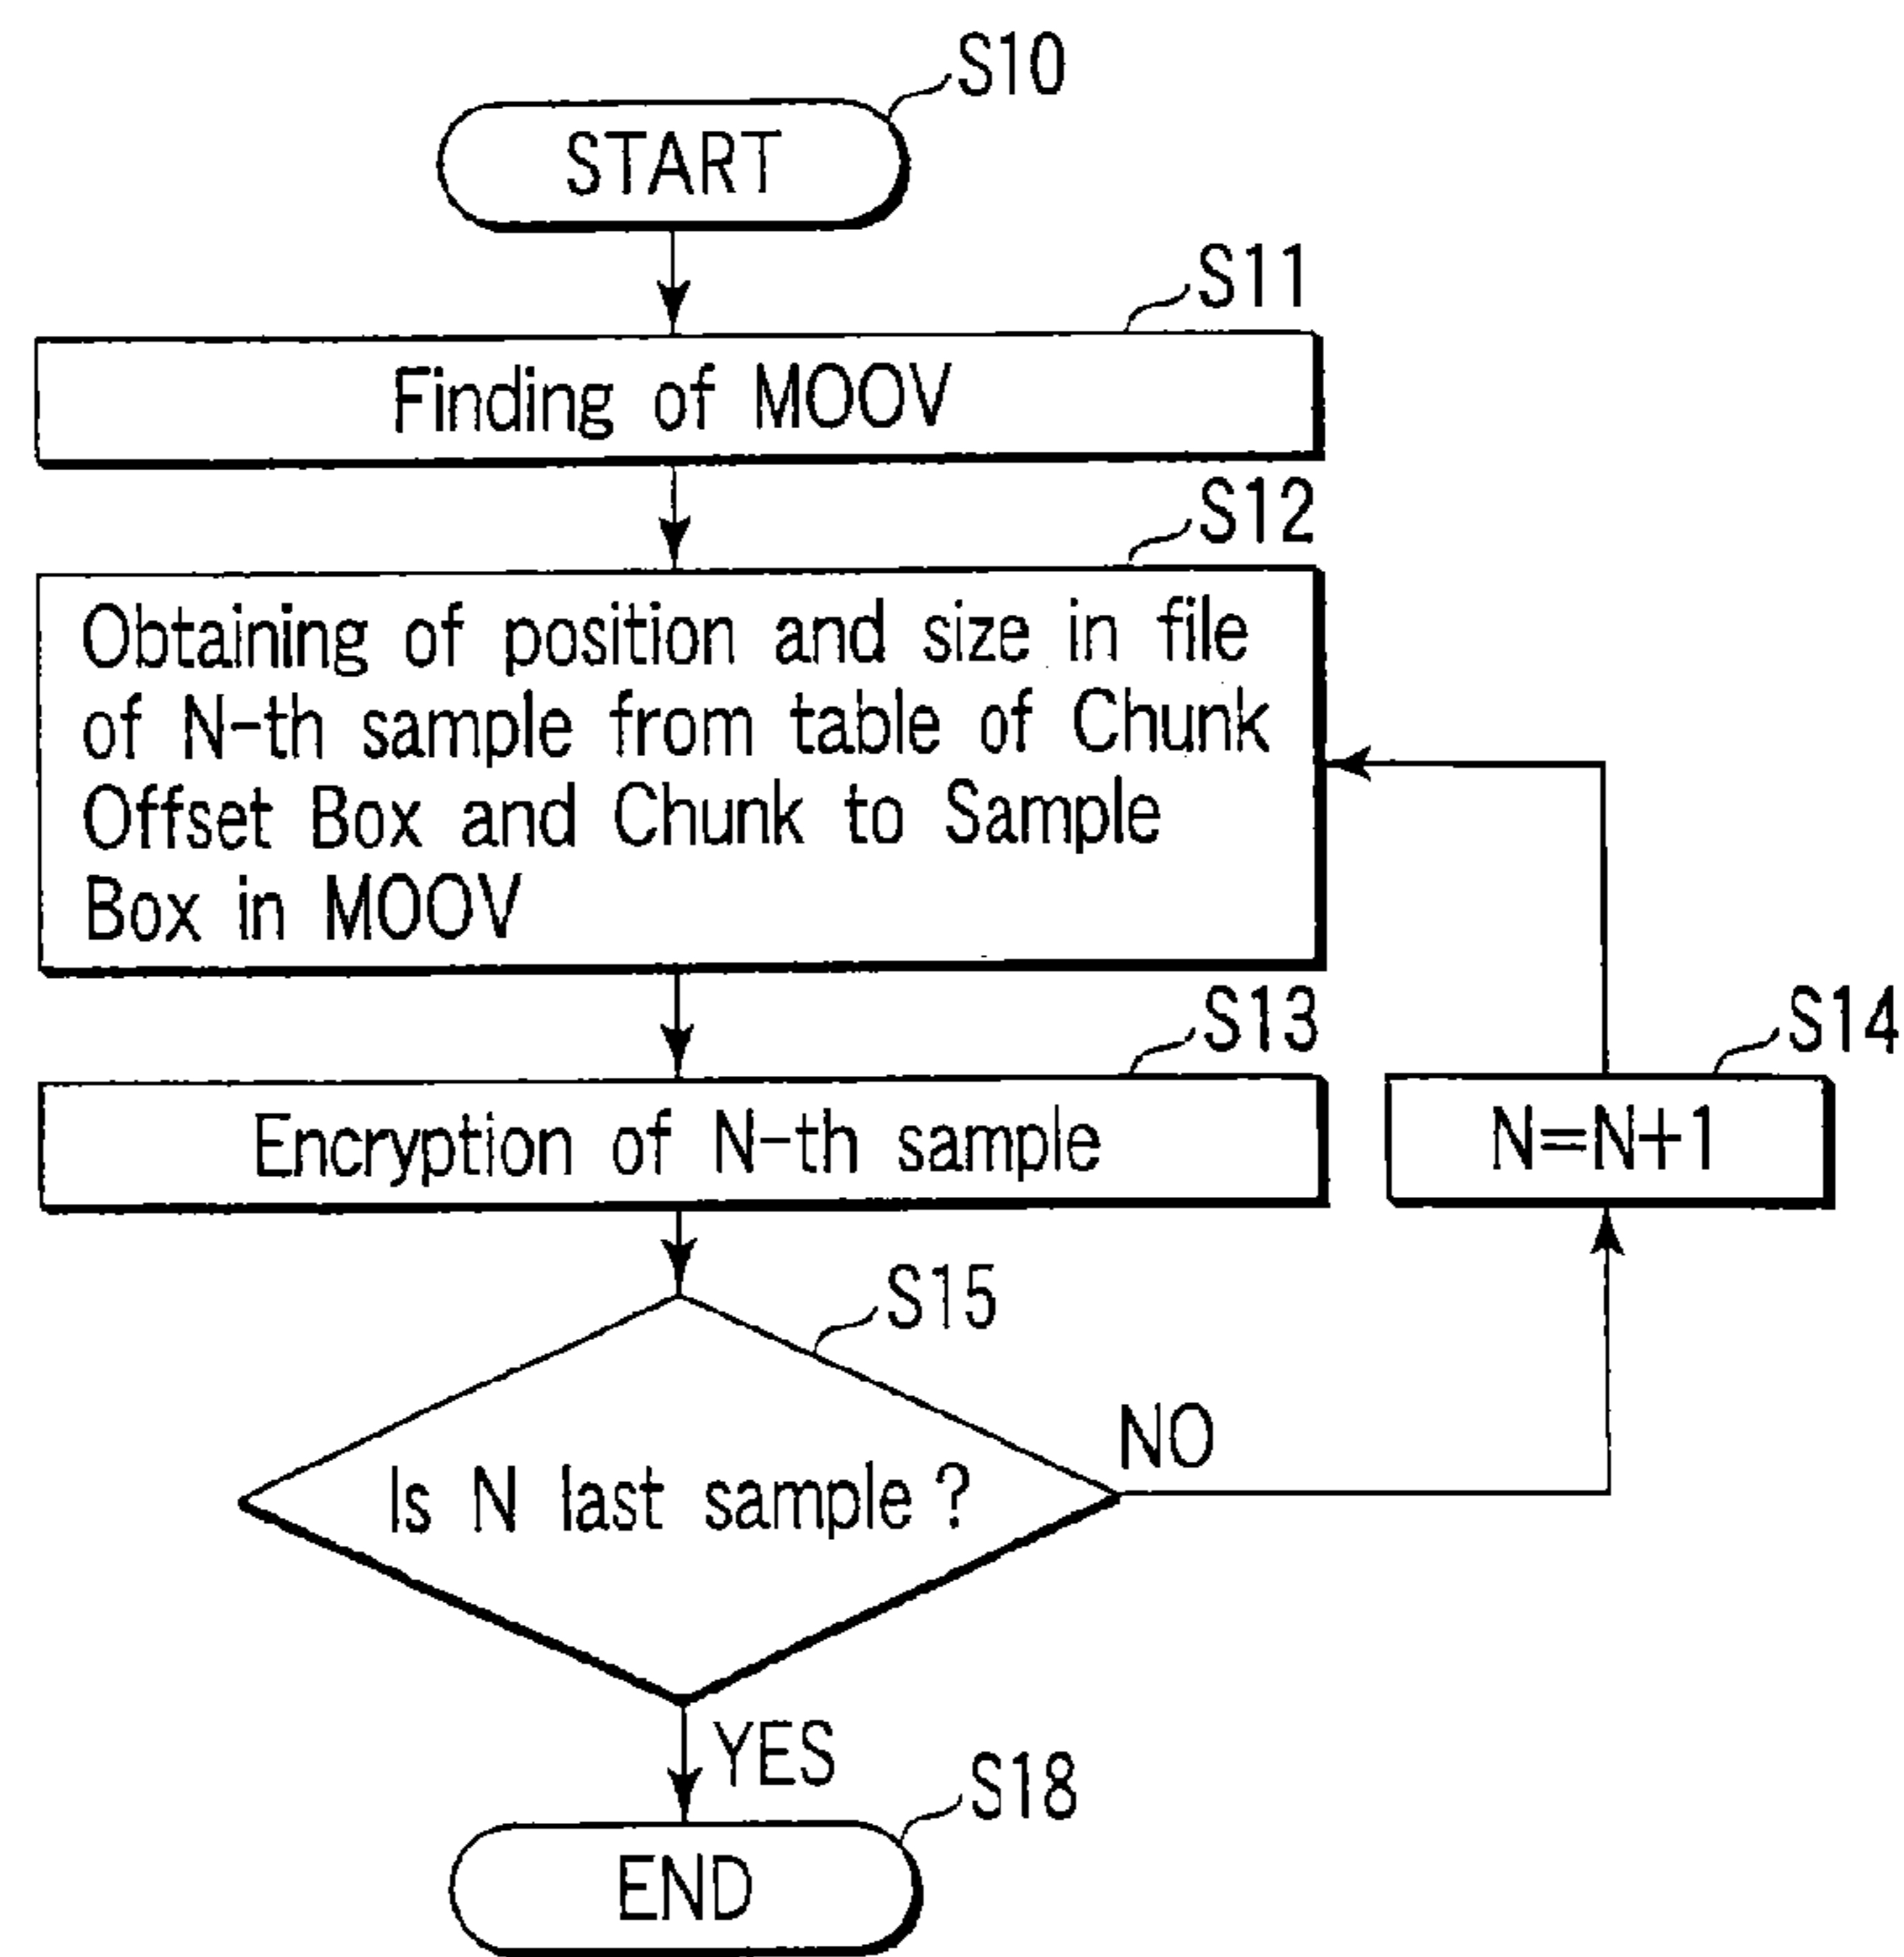 S10
START
S11
Finding of MOOV
S12
Obtaining of position and size in file
of N-th sample from table of Chunk
Offset Box and Chunk to Sample
Box in MOOV
S13
Encryption of N-th sample
S14
N=N+1
S15
Is N last sample ?
NO
YES
S18
END